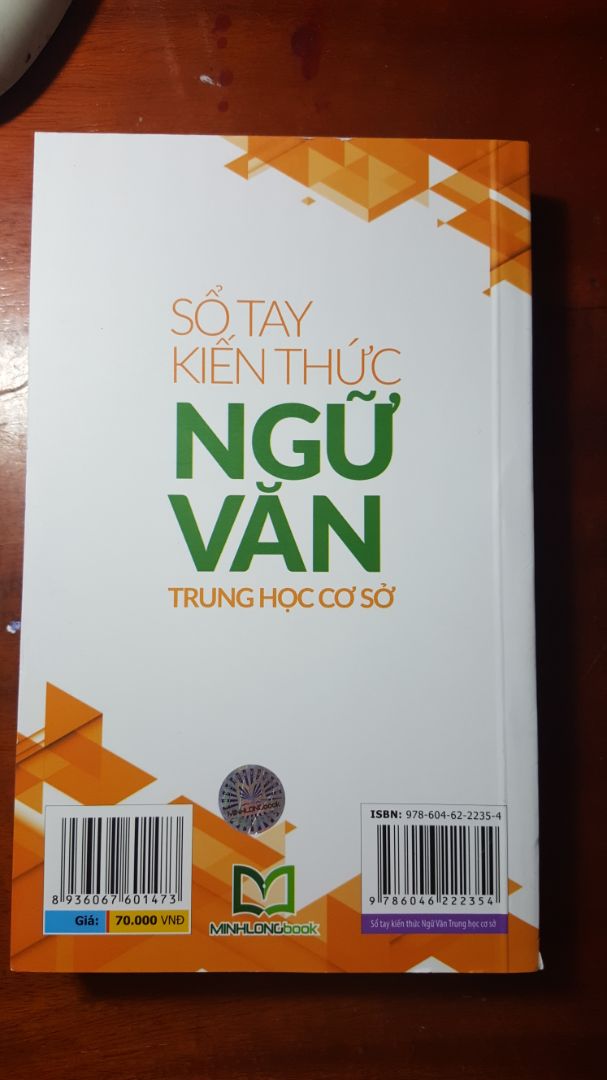 SỔ TAY
KIẾN THỨC
NGỮ
VĂN
TRUNG HỌC CƠ SỞ
MINHLONGbook
8 936067 601473
Giá: 70.000 VNĐ
MINHLONGbook
ISBN: 978-604-62-2235-4
9 786046 222354
Sổ tay kiến thức Ngữ Văn Trung học cơ sở